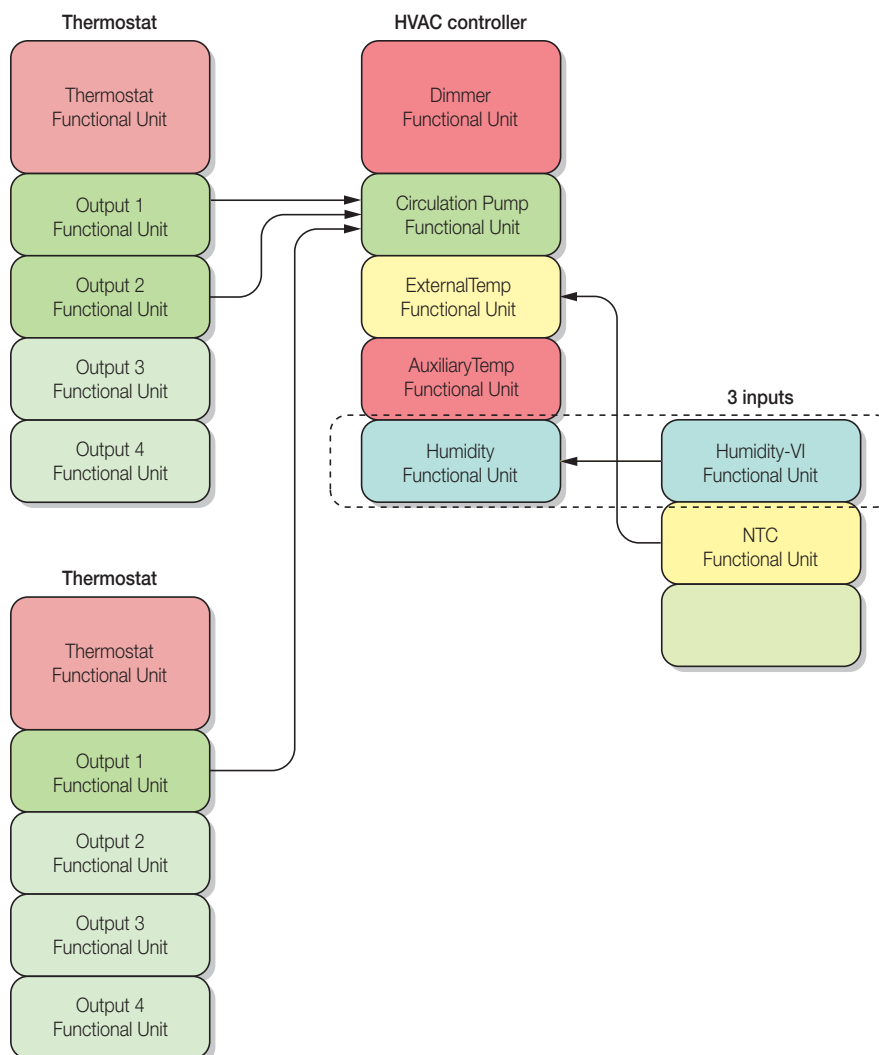 Thermostat
Thermostat
Functional Unit
Output 1
Functional Unit
Output 2
Functional Unit
Output 3
Functional Unit
Output 4
Functional Unit
HVAC controller
Dimmer
Functional Unit
Circulation Pump
Functional Unit
ExternalTemp
Functional Unit
AuxiliaryTemp
Functional Unit
Humidity
Functional Unit
3 inputs
Humidity-VI
Functional Unit
NTC
Functional Unit
Thermostat
Thermostat
Functional Unit
Output 1
Functional Unit
Output 2
Functional Unit
Output 3
Functional Unit
Output 4
Functional Unit